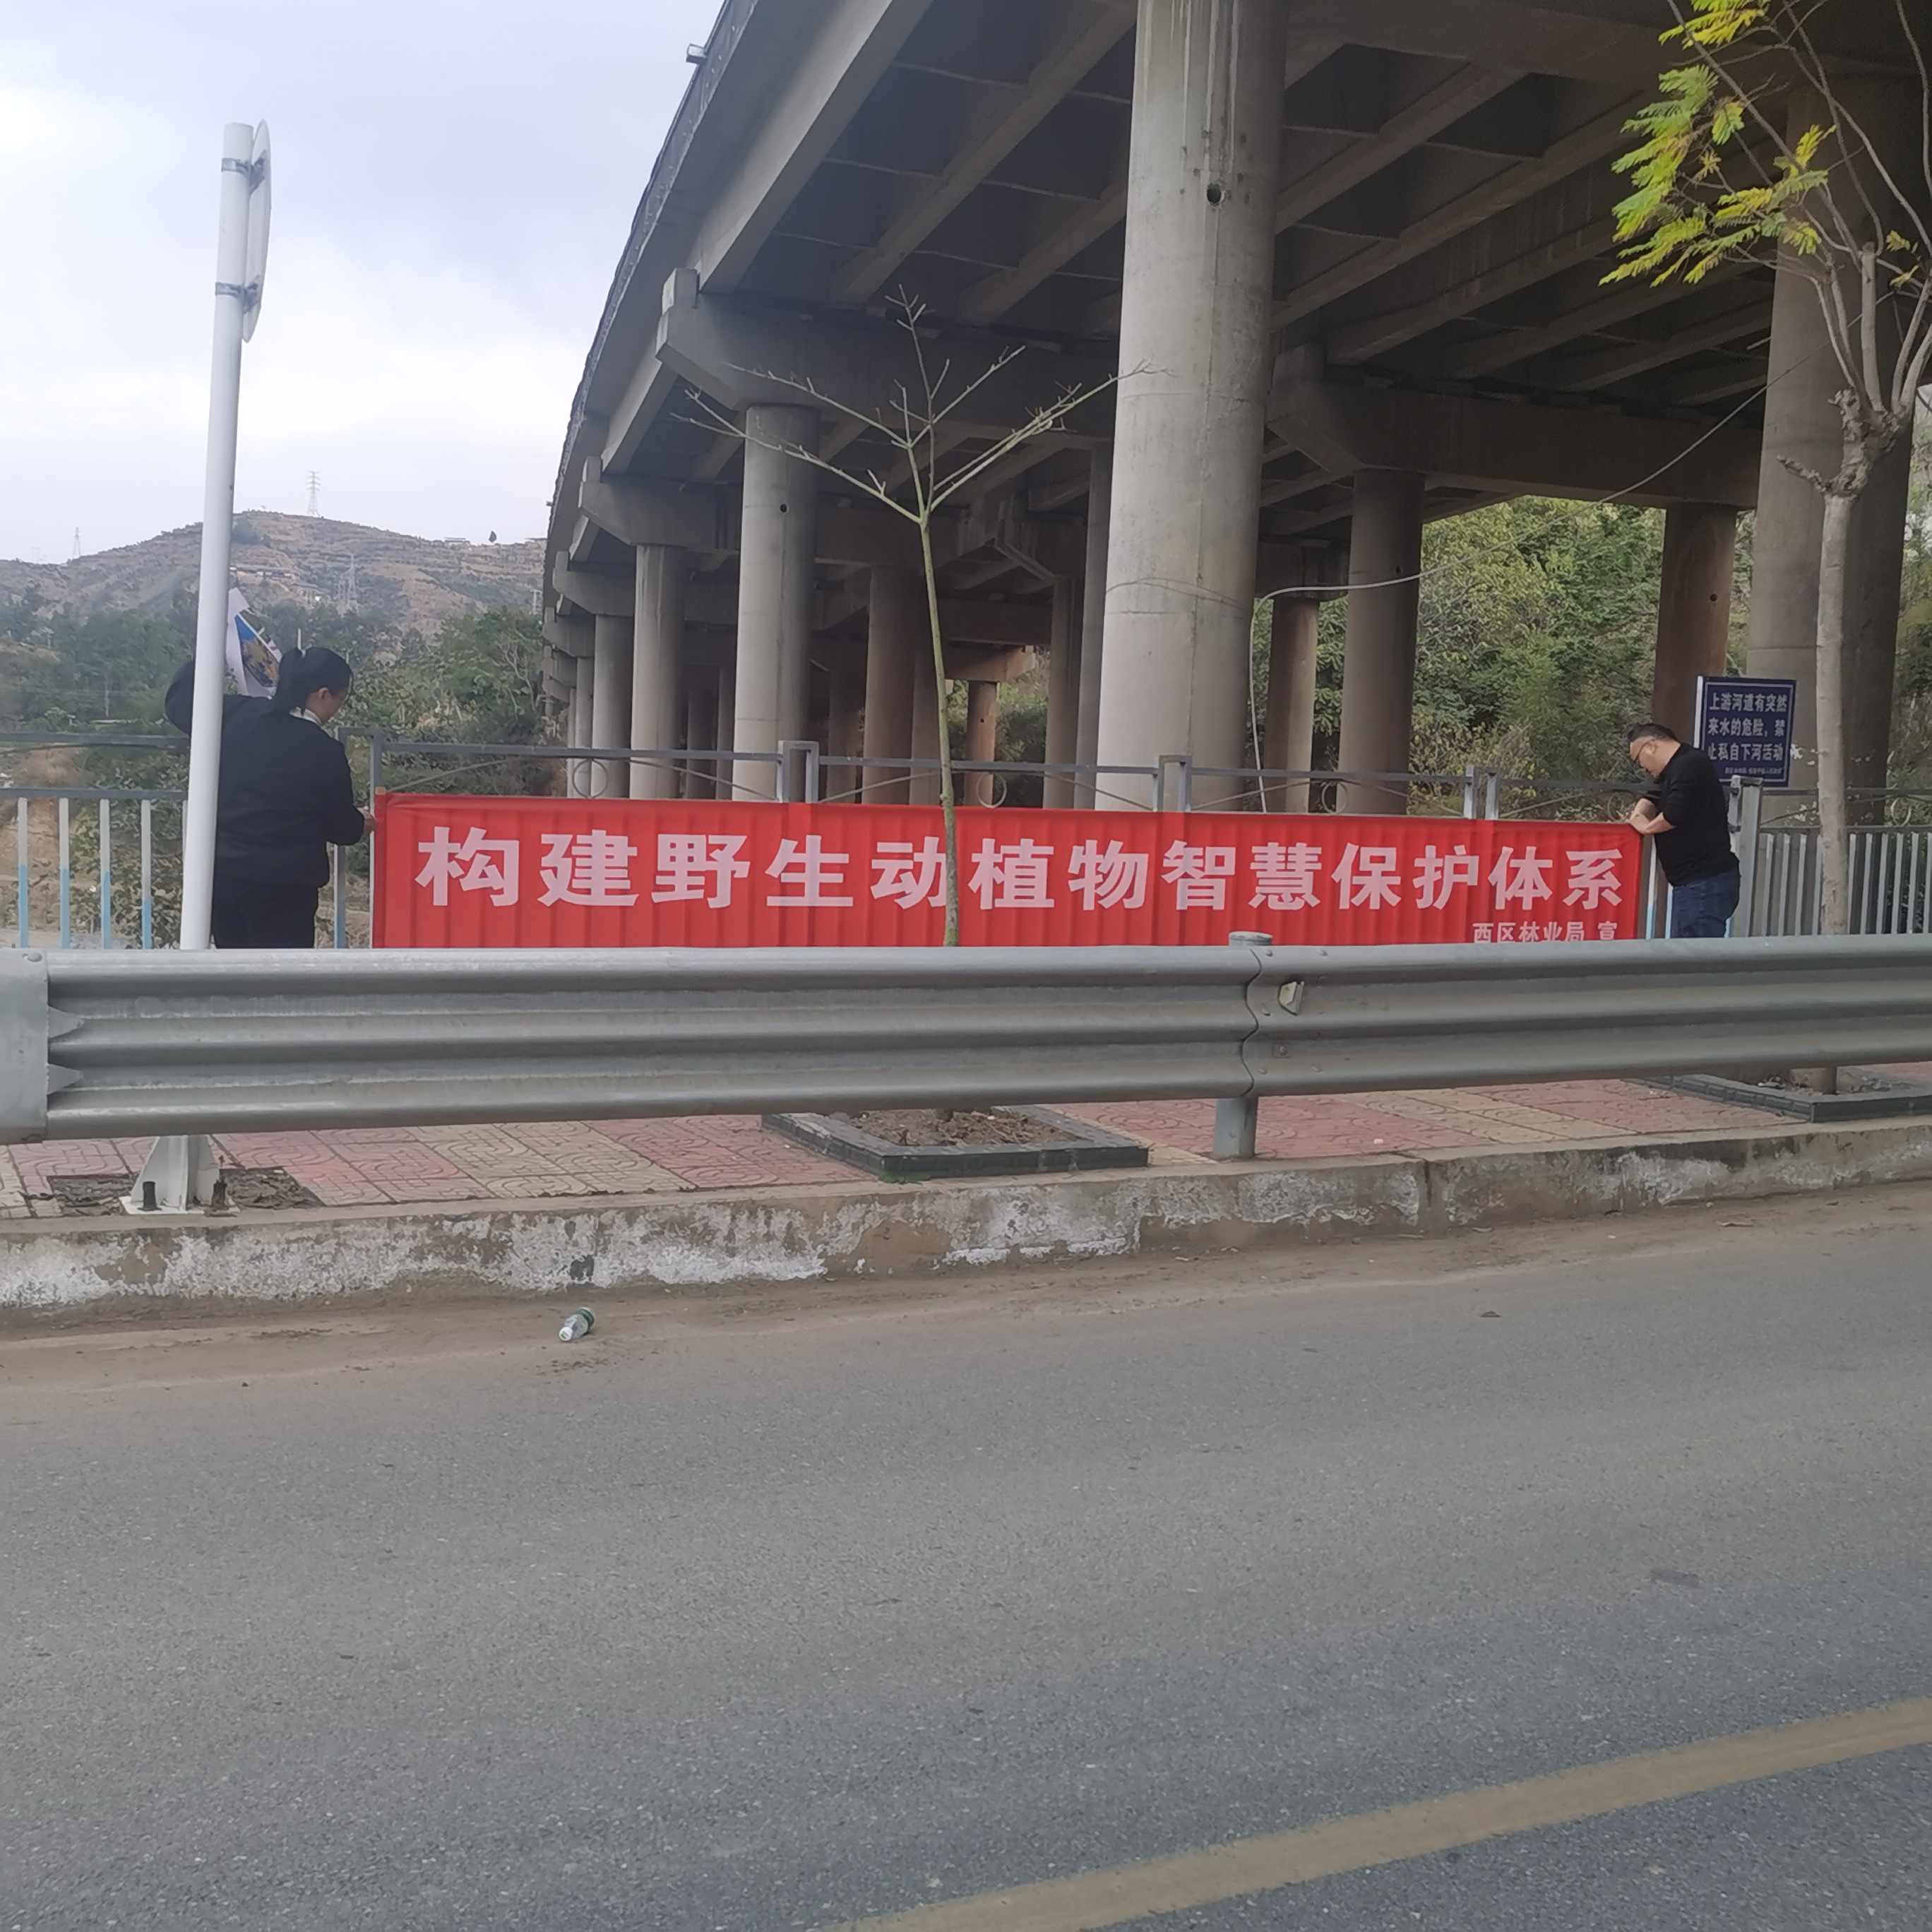 构建野生动植物智慧保护体系
西区林业局 宣
上游河道有突然
来水的危险，禁
止私自下河活动